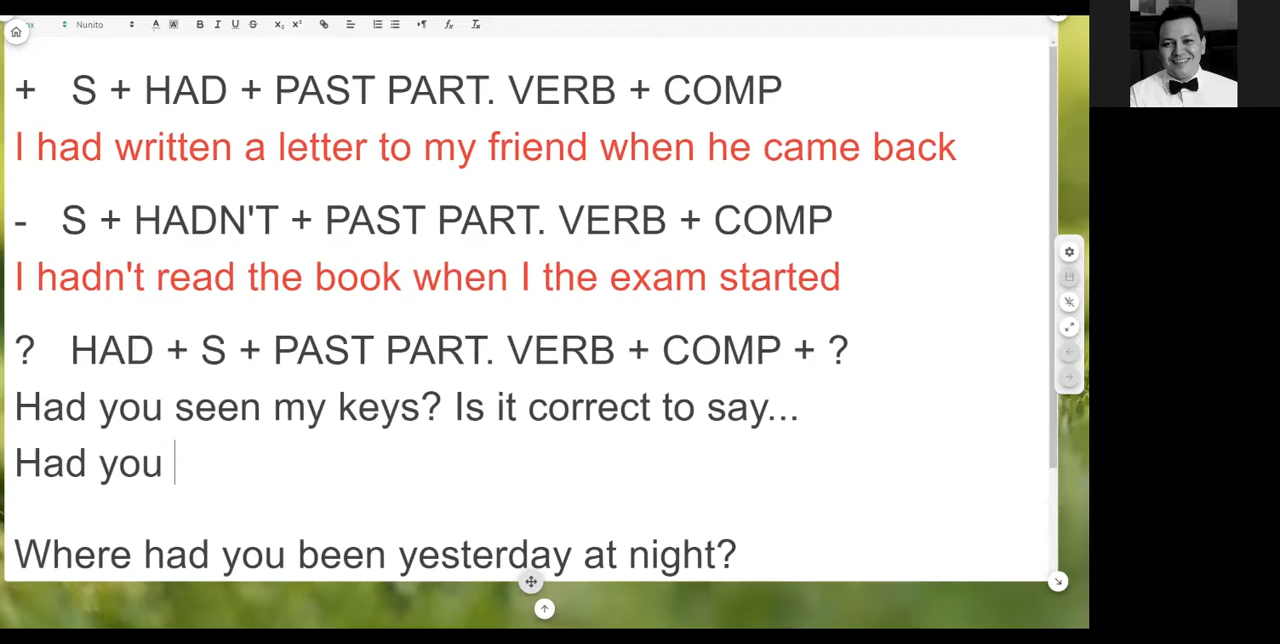 Nunito
+ S + HAD + PAST PART. VERB + COMP
I had written a letter to my friend when he came back
- S + HADN'T + PAST PART. VERB + COMP
I hadn't read the book when I the exam started
? HAD + S + PAST PART. VERB + COMP + ?
Had you seen my keys? Is it correct to say...
Had you
Where had you been yesterday at night?